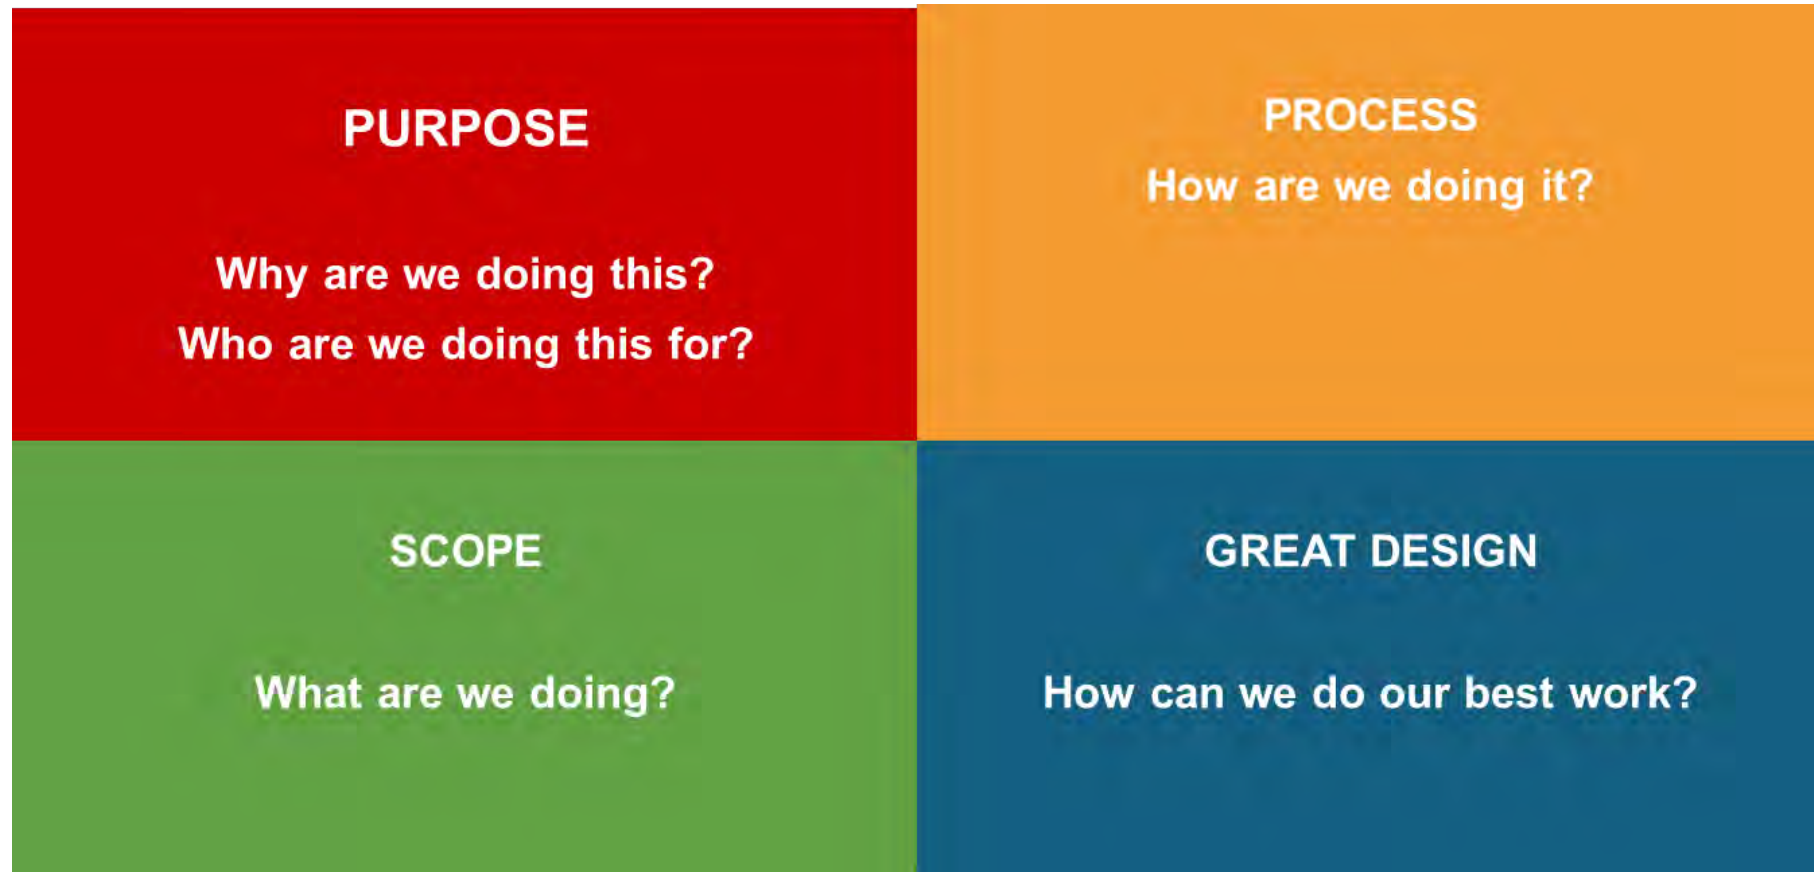 PURPOSE
Why are we doing this?
Who are we doing this for?
PROCESS
How are we doing it?
SCOPE
What are we doing?
GREAT DESIGN
How can we do our best work?